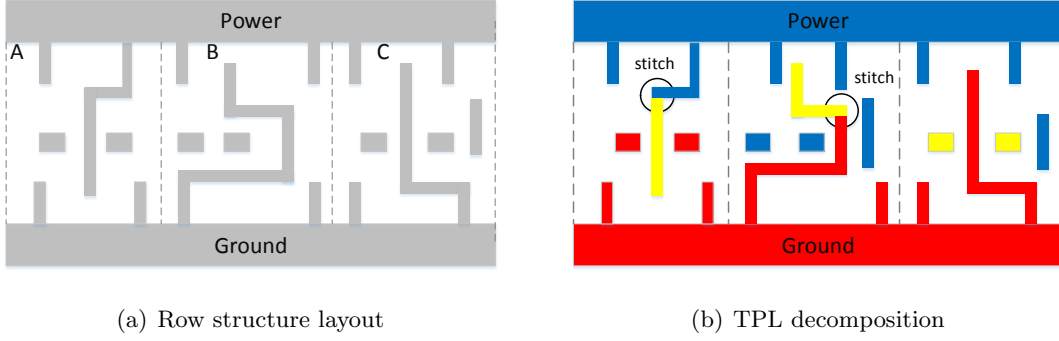 Power
A
B
C
Ground
(a) Row structure layout
Power
stitch
stitch
Ground
(b) TPL decomposition